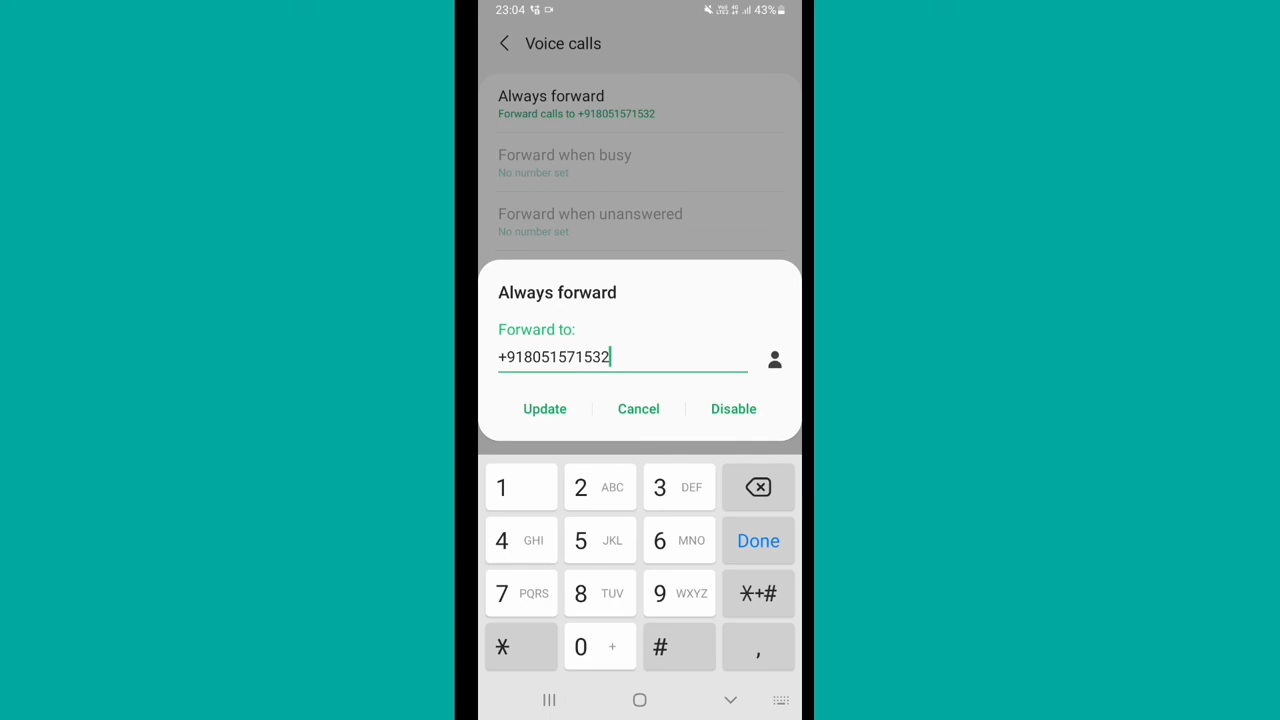 23:04 43%
Voice calls
Always forward
Forward calls to +918051571532
Forward when busy
No number set
Forward when unanswered
No number set
Always forward
Forward to:
+918051571532
Update Cancel Disable
1 2 ABC 3 DEF
4 GHI 5 JKL 6 MNO Done
7 PQRS 8 TUV 9 WXYZ *+#
* 0 + # ,